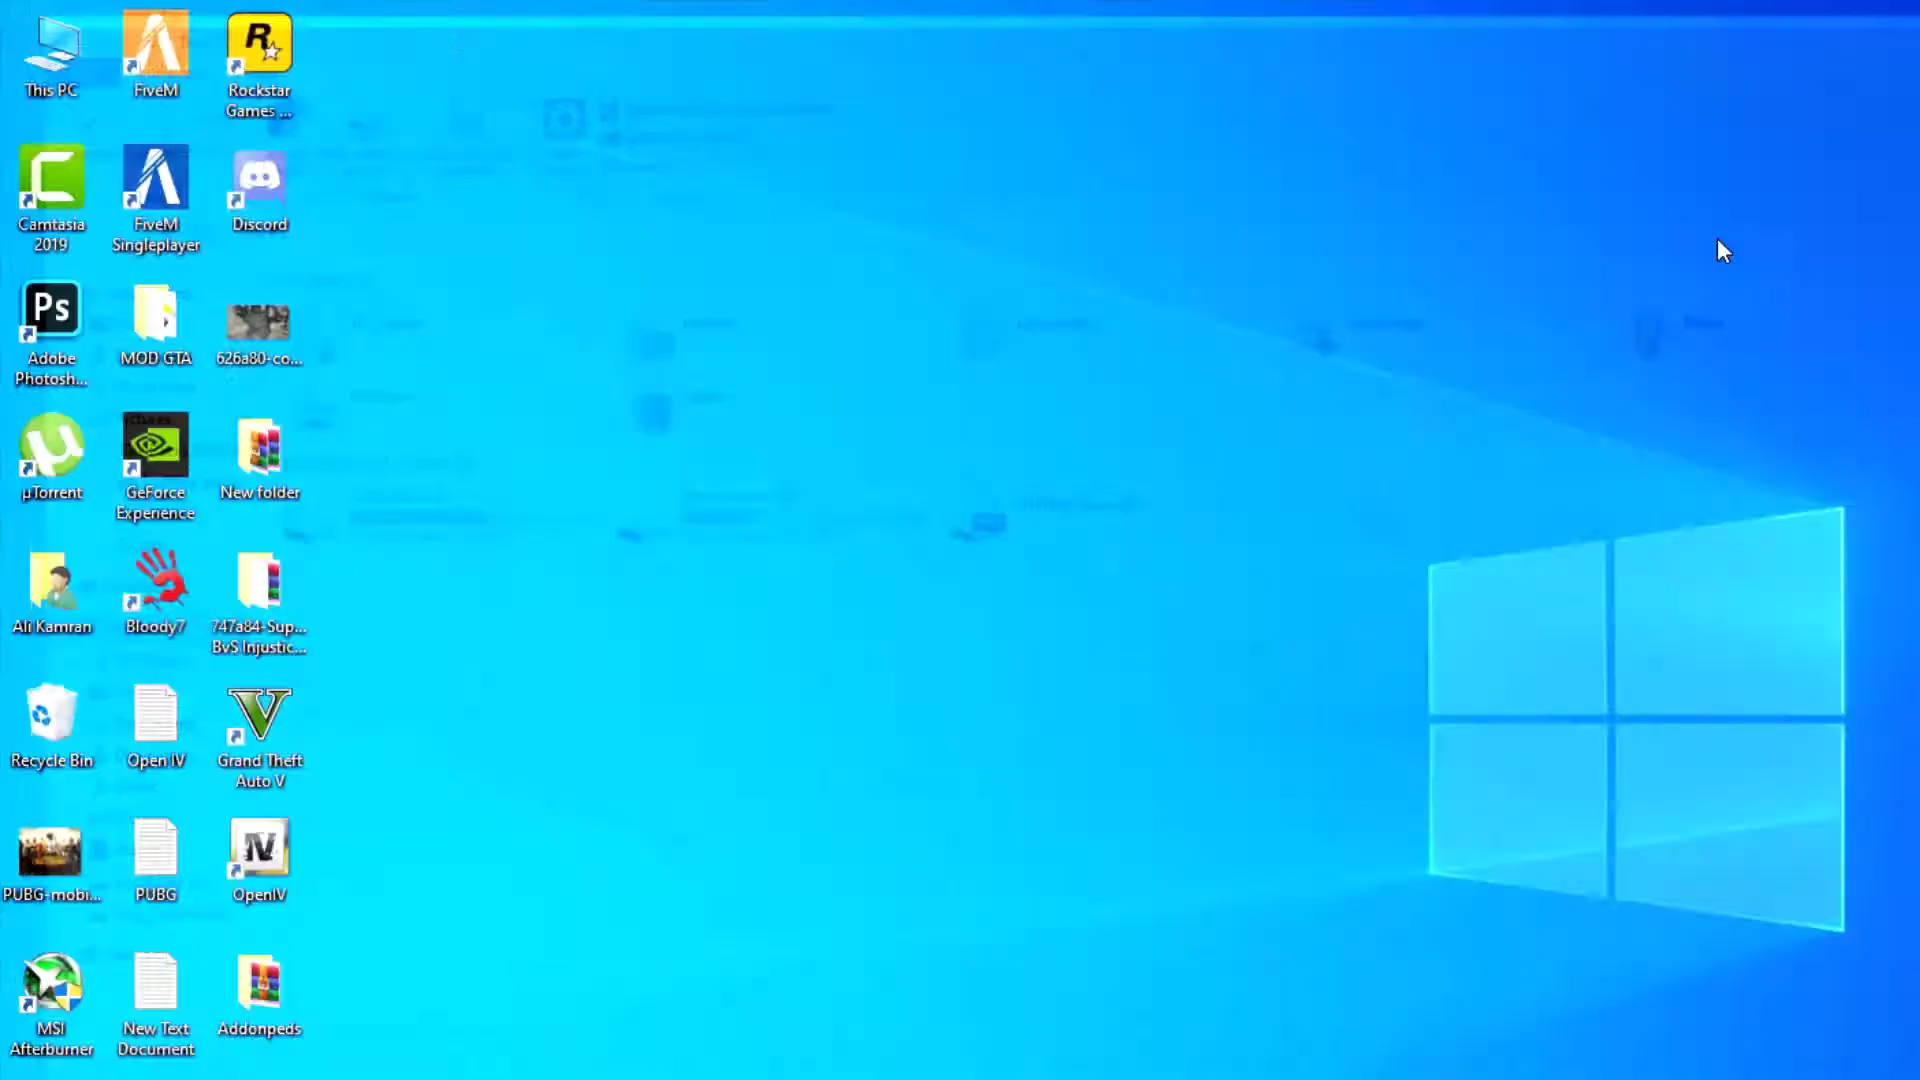 This PC
FiveM
Rockstar
Games ...
Camtasia
2019
FiveM
Singleplayer
Discord
Ps
Adobe
Photosh...
MOD GTA
626a80-co...
µTorrent
GeForce
Experience
New folder
Ali Kamran
Bloody7
747a84-Sup...
BvS Injustic...
Recycle Bin
Open IV
Grand Theft
Auto V
PUBG-mobi...
PUBG
IV
OpenIV
MSI
Afterburner
New Text
Document
Addonpeds